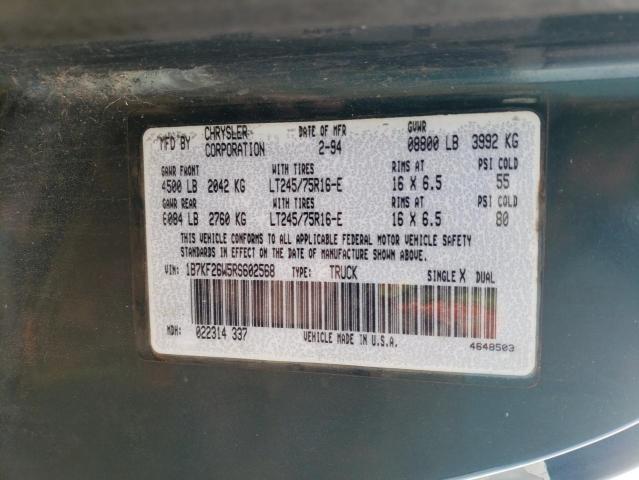 MFD BY CHRYSLER CORPORATION DATE OF MFR 2-94 GVWR 08800 LB 3992 KG
GAWR FRONT WITH TIRES RIMS AT PSI COLD
4500 LB 2042 KG LT245/75R16-E 16 X 6.5 55
GAWR REAR WITH TIRES RIMS AT PSI COLD
6084 LB 2760 KG LT245/75R16-E 16 X 6.5 80
THIS VEHICLE CONFORMS TO ALL APPLICABLE FEDERAL MOTOR VEHICLE SAFETY
STANDARDS IN EFFECT ON THE DATE OF MANUFACTURE SHOWN ABOVE.
VIN: 1B7KF26W5RS602568 TYPE: TRUCK SINGLE X DUAL
MDH: 022314 337 VEHICLE MADE IN U.S.A. 4648503